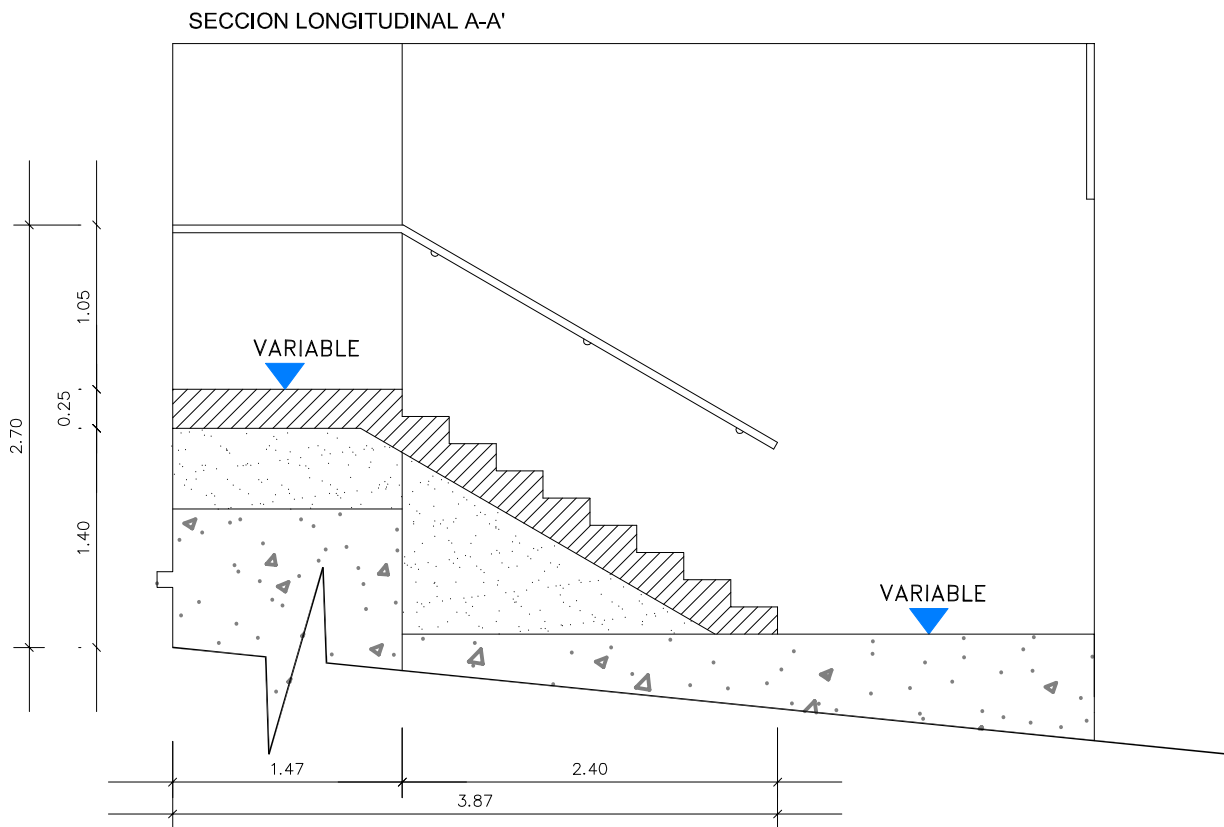 SECCION LONGITUDINAL A-A'
1.05
VARIABLE
0.25
2.70
1.40
VARIABLE
1.47
2.40
3.87